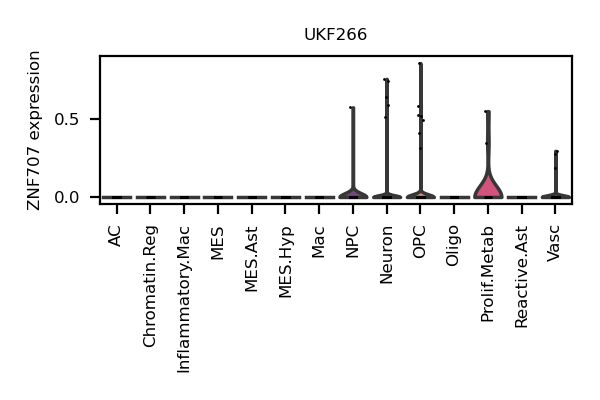 UKF266
ZNF707 expression
0.5
0.0
AC
Chromatin.Reg
Inflammatory.Mac
MES
MES.Ast
MES.Hyp
Mac
NPC
Neuron
OPC
Oligo
Prolif.Metab
Reactive.Ast
Vasc